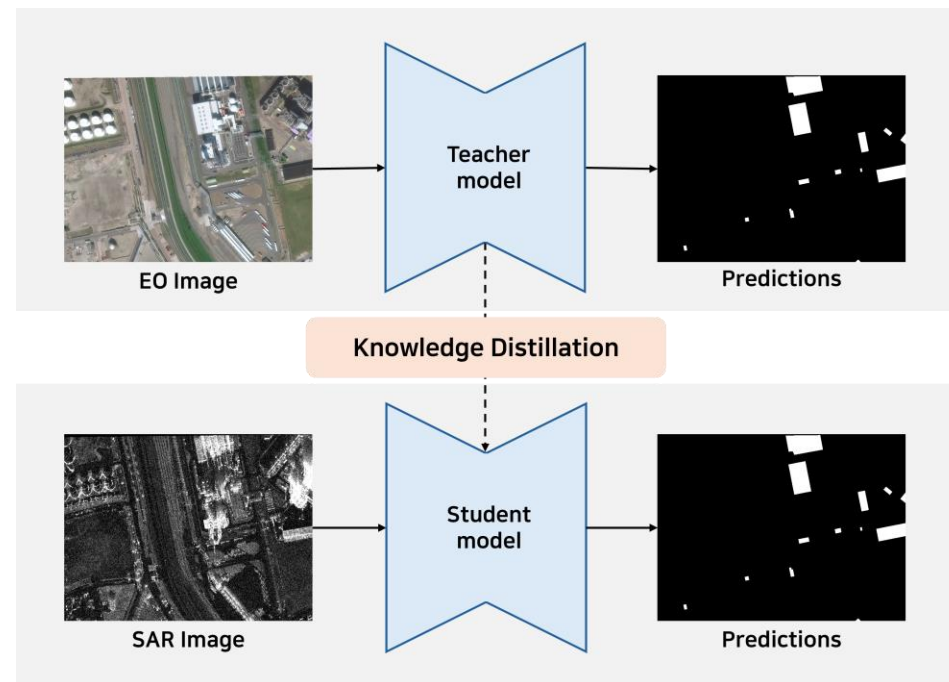 Teacher
model
EO Image
Predictions
Knowledge Distillation
Student
model
SAR Image
Predictions